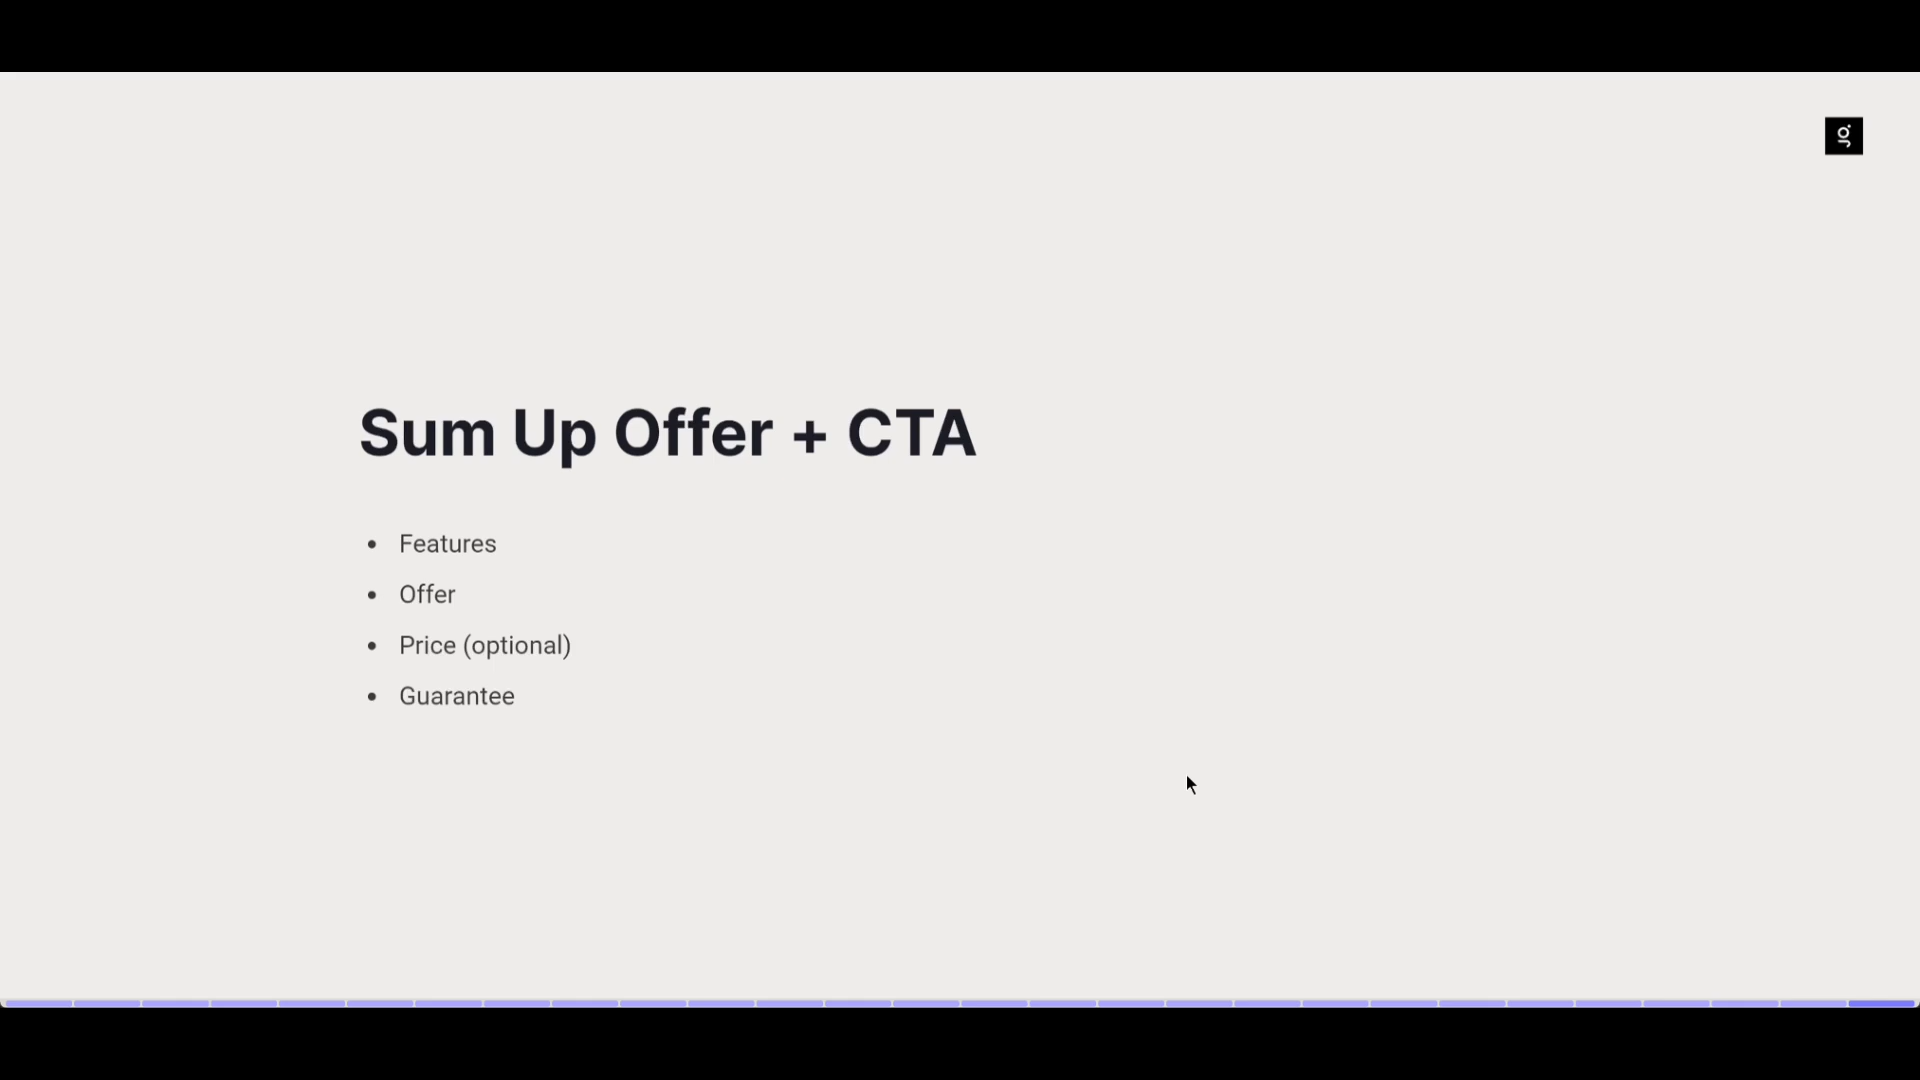 g
Sum Up Offer + CTA
• Features
• Offer
• Price (optional)
• Guarantee